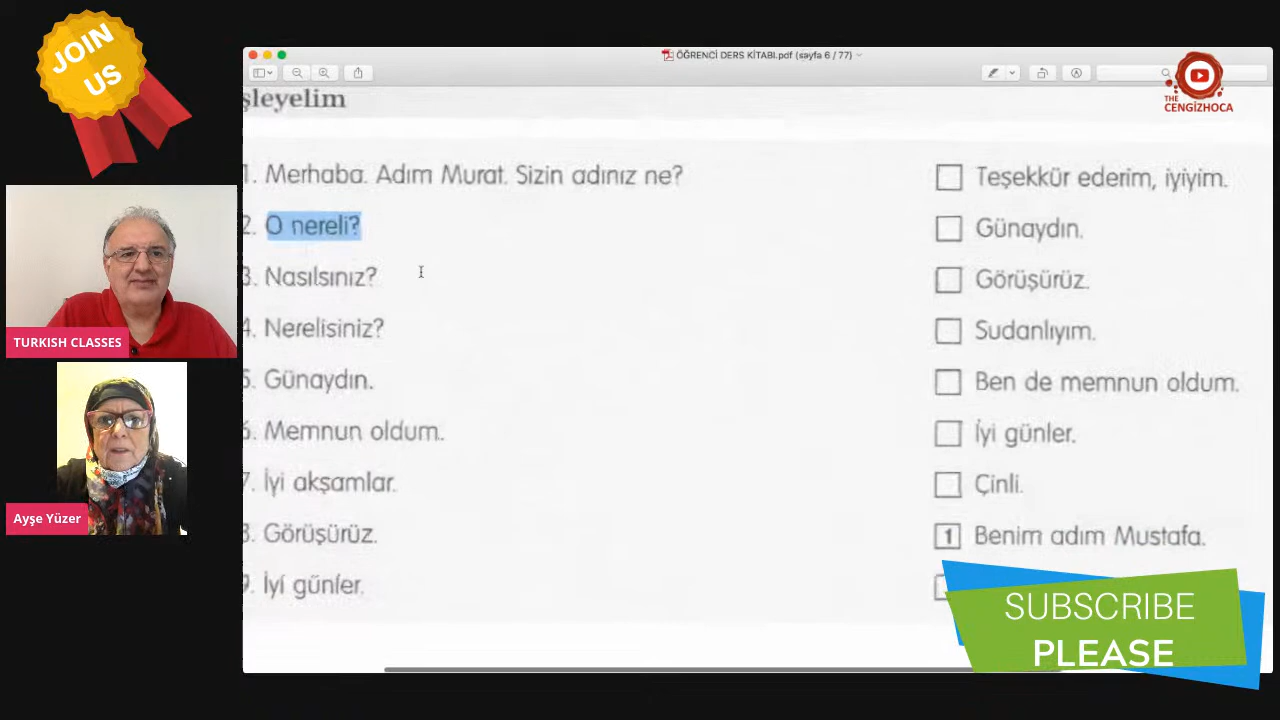 JOIN
US
ÖĞRENCİ DERS KİTABI.pdf (sayfa 6 / 77)
THE
CENGİZHOCA
şleyelim
1. Merhaba. Adım Murat. Sizin adınız ne?
Teşekkür ederim, iyiyim.
2. O nereli?
Günaydın.
3. Nasılsınız?
Görüşürüz.
4. Nerelisiniz?
Sudanlıyım.
5. Günaydın.
Ben de memnun oldum.
6. Memnun oldum.
İyi günler.
7. İyi akşamlar.
Çinli.
8. Görüşürüz.
1 Benim adım Mustafa.
9. İyi günler.
TURKISH CLASSES
Ayşe Yüzer
SUBSCRIBE
PLEASE